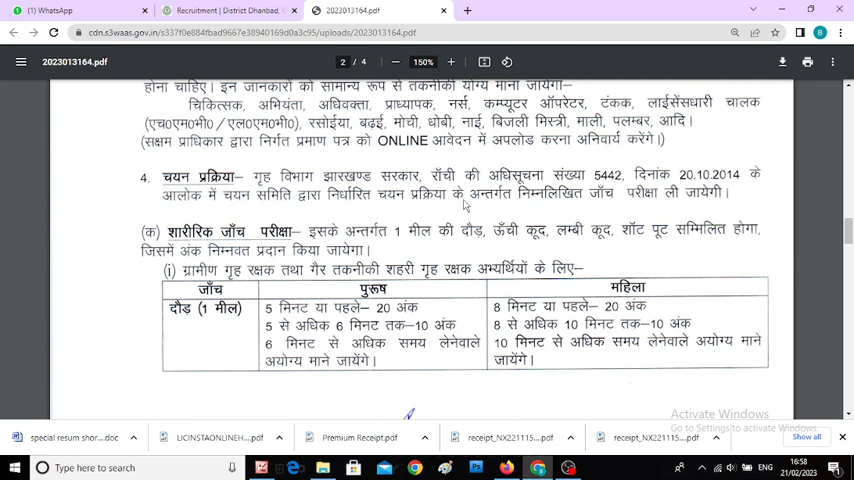 (1) WhatsApp
Recruitment | District Dhanbad, G
2023013164.pdf
cdn.s3waas.gov.in/s337f0e884fbad9667e38940169d0a3c95/uploads/2023/01/2023013164.pdf
2023013164.pdf
2 / 4
150%
होना चाहिए। इन जानकारों को सामान्य रूप से तकनीकी योग्य माना जायेगा–
चिकित्सक, अभियंता, अधिवक्ता, प्राध्यापक, नर्स, कम्प्यूटर ऑपरेटर, टंकक, लाईसेंसधारी चालक
(एच0एम0भी0/एल0एम0भी0), रसोईया, बढ़ई, मोची, धोबी, नाई, बिजली मिस्त्री, माली, पलम्बर, आदि।
(सक्षम प्राधिकार द्वारा निर्गत प्रमाण पत्र को ONLINE आवेदन में अपलोड करना अनिवार्य करेंगे।)
4. चयन प्रक्रिया– गृह विभाग झारखण्ड सरकार, राँची की अधिसूचना संख्या 5442, दिनांक 20.10.2014 के
आलोक में चयन समिति द्वारा निर्धारित चयन प्रक्रिया के अन्तर्गत निम्नलिखित जाँच परीक्षा ली जायेगी।
(क) शारीरिक जाँच परीक्षा– इसके अन्तर्गत 1 मील की दौड़, ऊँची कूद, लम्बी कूद, शॉट पूट सम्मिलित होगा,
जिसमें अंक निम्नवत प्रदान किया जायेगा।
(i) ग्रामीण गृह रक्षक तथा गैर तकनीकी शहरी गृह रक्षक अभ्यर्थियों के लिए–
जाँच पुरूष महिला
दौड़ (1 मील) 5 मिनट या पहले– 20 अंक 8 मिनट या पहले– 20 अंक
5 से अधिक 6 मिनट तक–10 अंक 8 से अधिक 10 मिनट तक–10 अंक
6 मिनट से अधिक समय लेनेवाले 10 मिनट से अधिक समय लेनेवाले अयोग्य माने
अयोग्य माने जायेंगे। जायेंगे।
Activate Windows
Go to Settings to activate Windows.
special resum shor....doc
LICINSTAONLINEH....pdf
Premium Receipt.pdf
receipt_NX221115....pdf
receipt_NX221115....pdf
Show all
Type here to search
ENG
16:58
21/02/2023